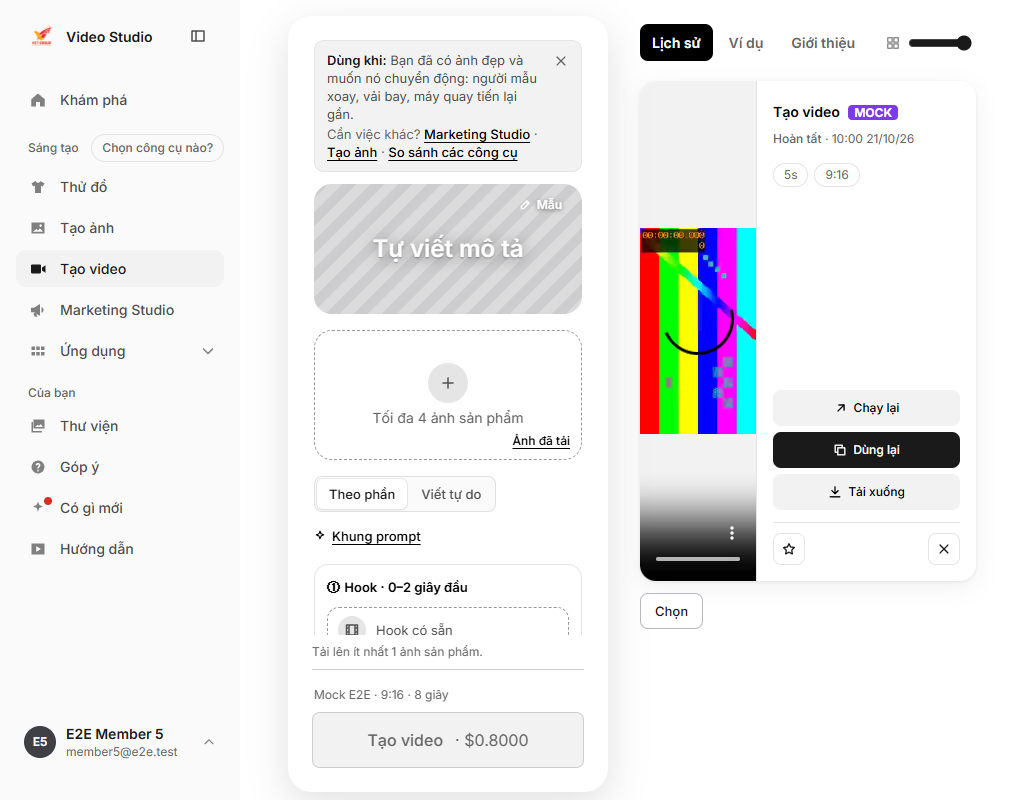 Video Studio
Khám phá
Sáng tạo
Chọn công cụ nào?
Thử đồ
Tạo ảnh
Tạo video
Marketing Studio
Ứng dụng
Của bạn
Thư viện
Góp ý
Có gì mới
Hướng dẫn
E5
E2E Member 5
member5@e2e.test
Dùng khi: Bạn đã có ảnh đẹp và
muốn nó chuyển động: người mẫu
xoay, vải bay, máy quay tiến lại
gần.
Cần việc khác? Marketing Studio ·
Tạo ảnh · So sánh các công cụ
Mẫu
Tự viết mô tả
Tối đa 4 ảnh sản phẩm
Ảnh đã tải
Theo phần
Viết tự do
Khung prompt
① Hook · 0–2 giây đầu
Hook có sẵn
Tải lên ít nhất 1 ảnh sản phẩm.
Mock E2E · 9:16 · 8 giây
Tạo video · $0.8000
Lịch sử
Ví dụ
Giới thiệu
00:00:00.000
0
Tạo video MOCK
Hoàn tất · 10:00 21/10/26
5s
9:16
Chạy lại
Dùng lại
Tải xuống
Chọn